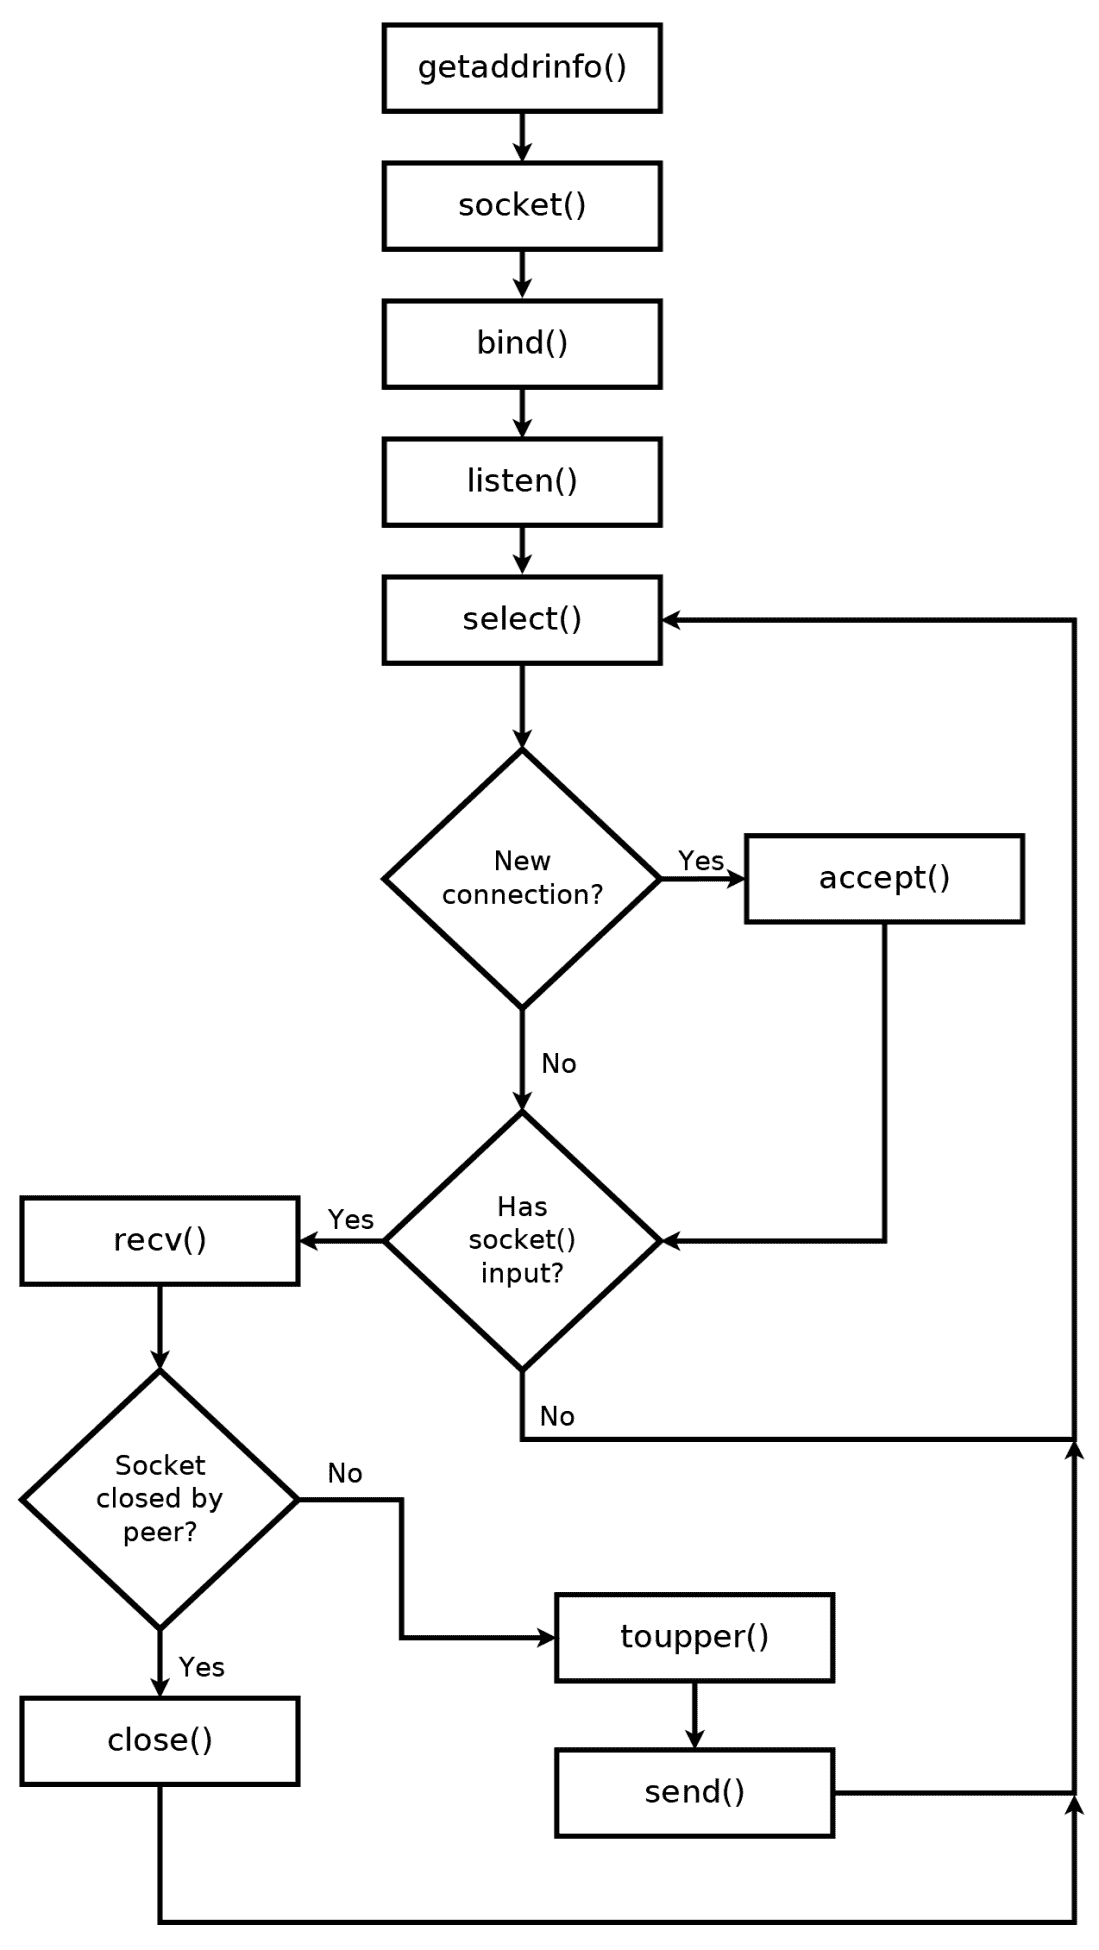 getaddrinfo()
socket()
bind()
listen()
select()
New
connection?
Yes
accept()
No
Has
socket()
input?
Yes
recv()
No
Socket
closed by
peer?
No
Yes
toupper()
close()
send()